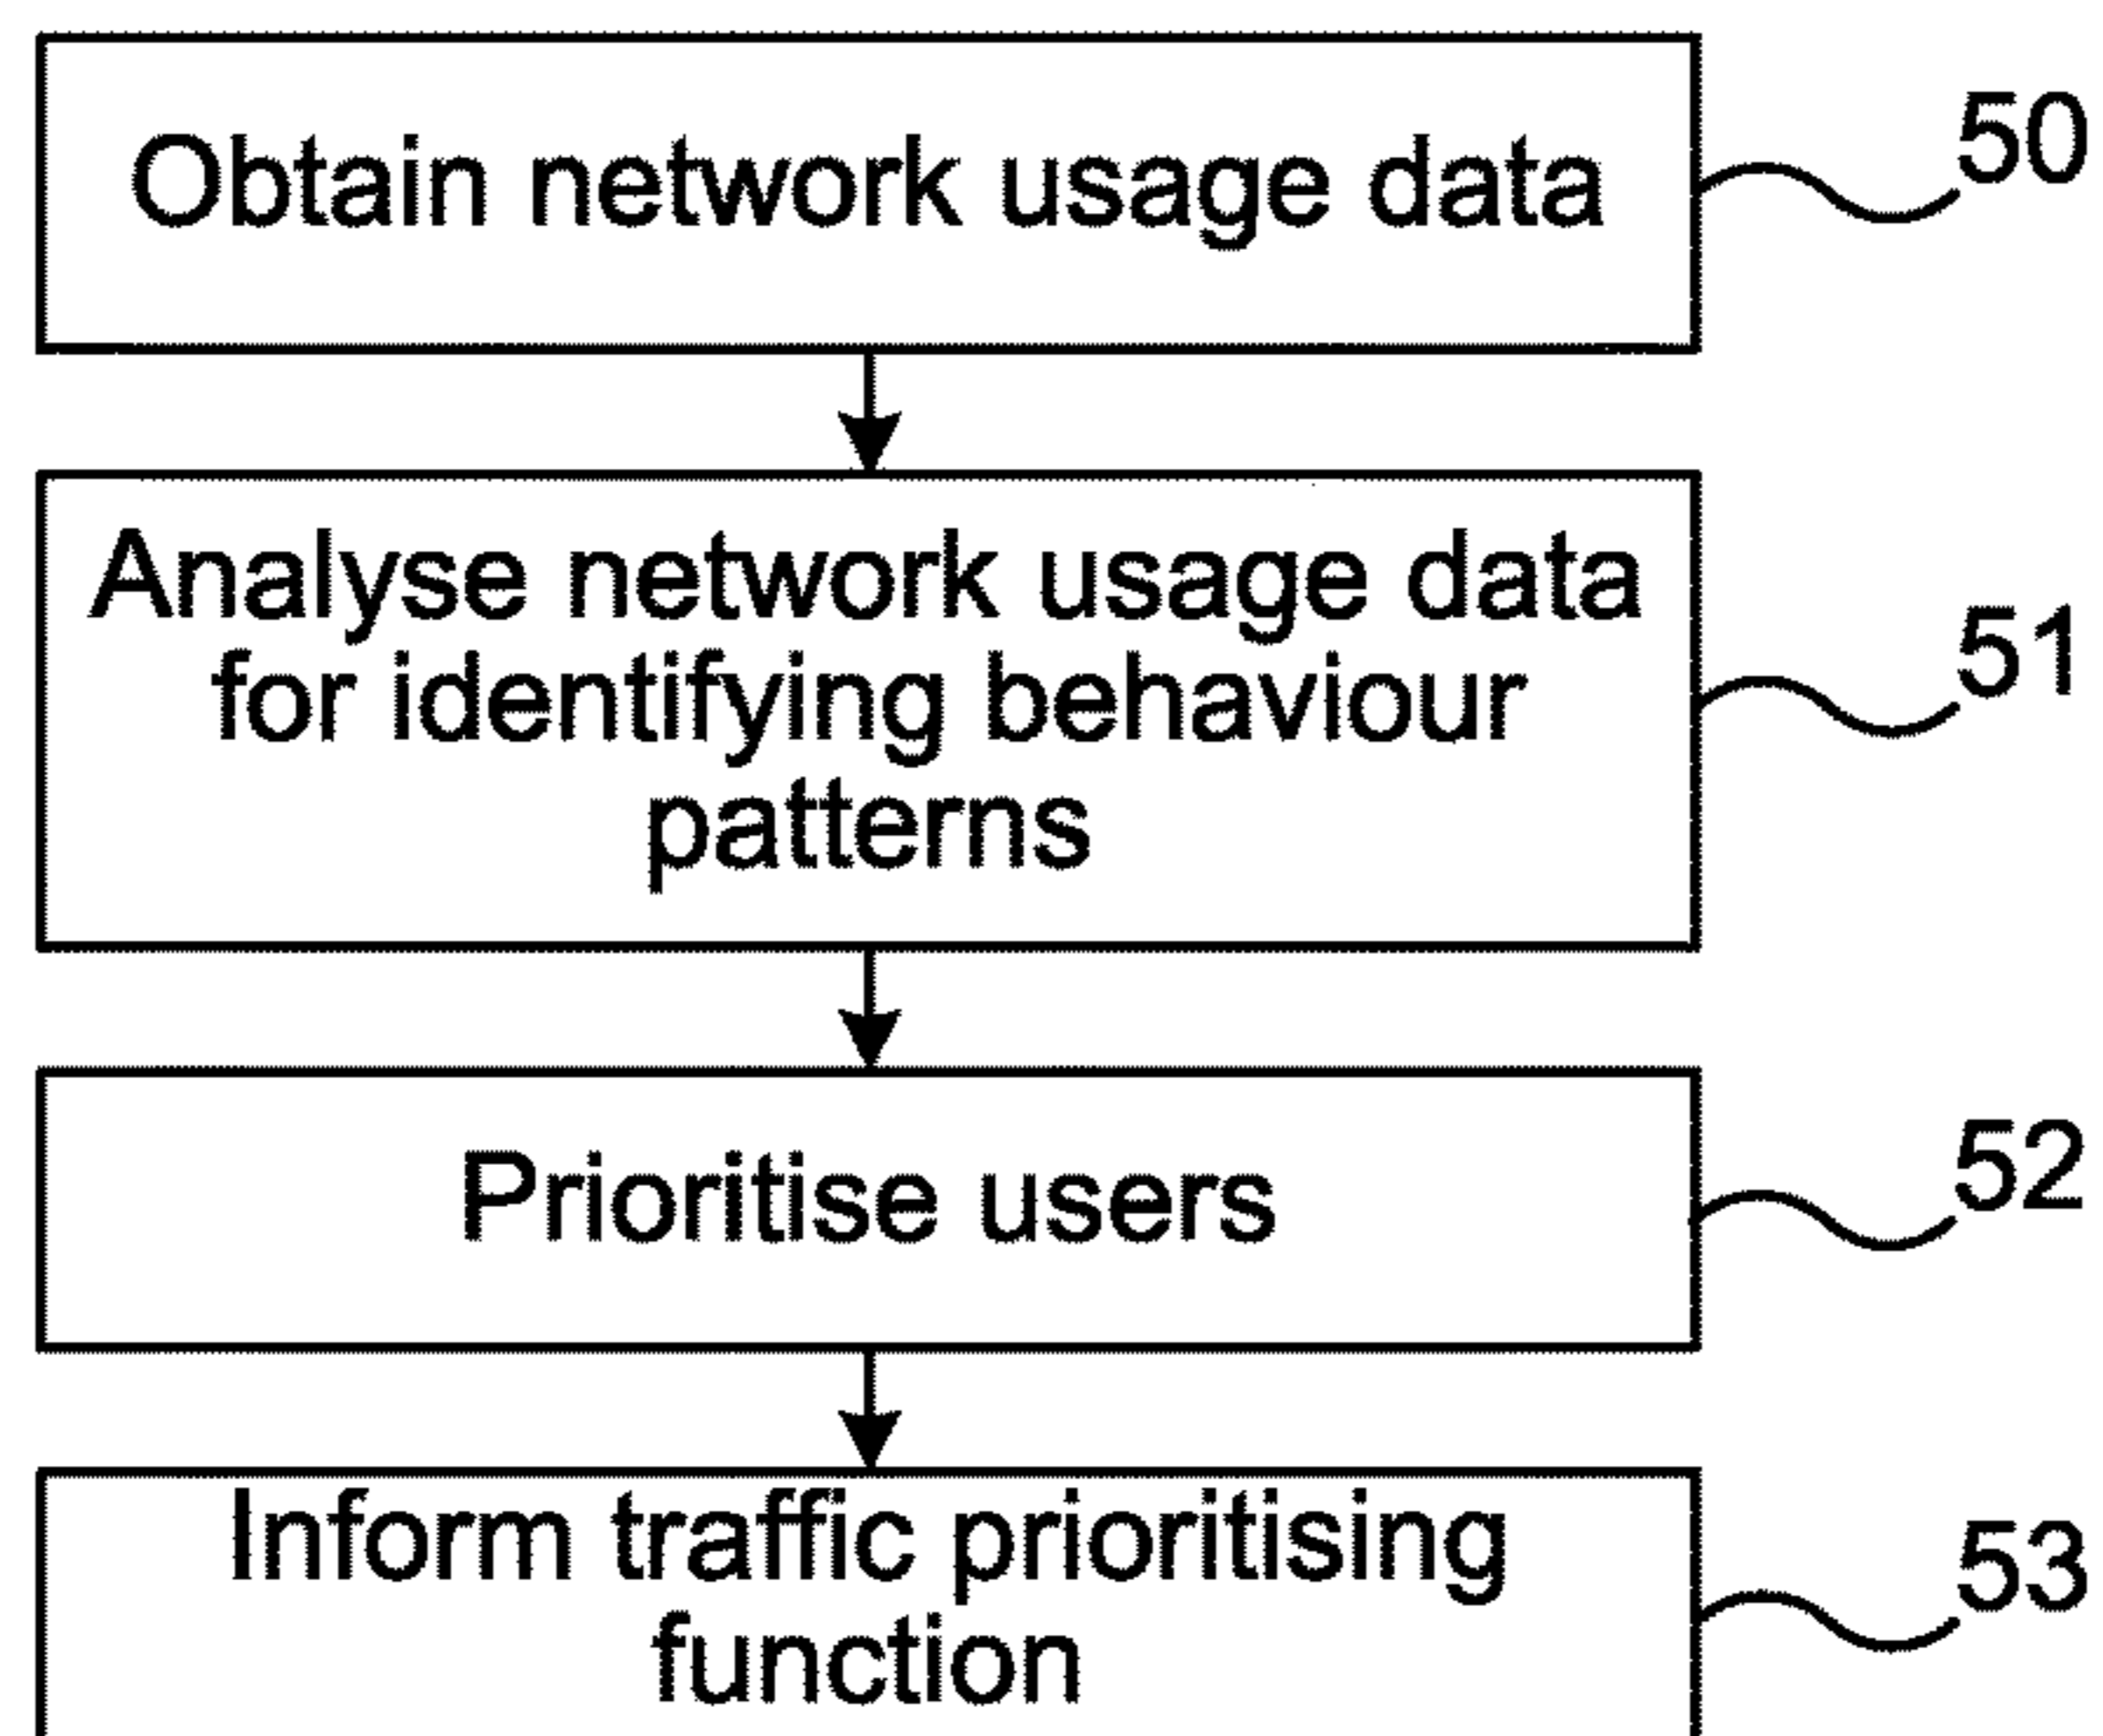 Obtain network usage data
50
Analyse network usage data
for identifying behaviour
patterns
51
Prioritise users
52
Inform traffic prioritising
function
53